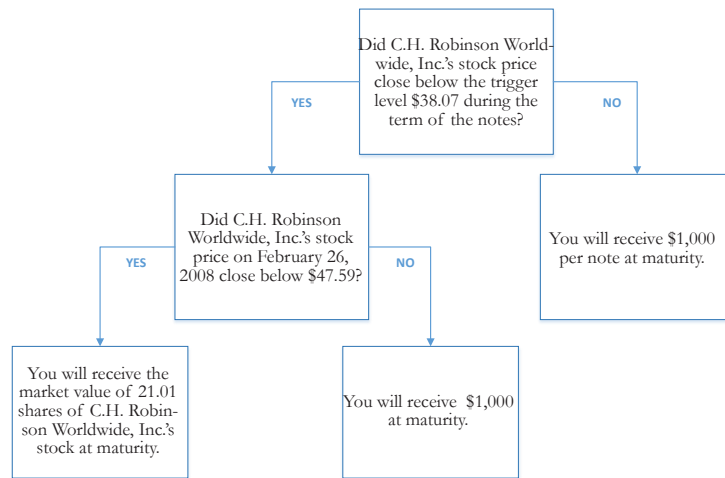 Did C.H. Robinson World-
wide, Inc.'s stock price
close below the trigger
level $38.07 during the
term of the notes?
YES
NO
Did C.H. Robinson
Worldwide, Inc.'s stock
price on February 26,
2008 close below $47.59?
You will receive $1,000
per note at maturity.
YES
NO
You will receive the
market value of 21.01
shares of C.H. Robin-
son Worldwide, Inc.'s
stock at maturity.
You will receive $1,000
at maturity.